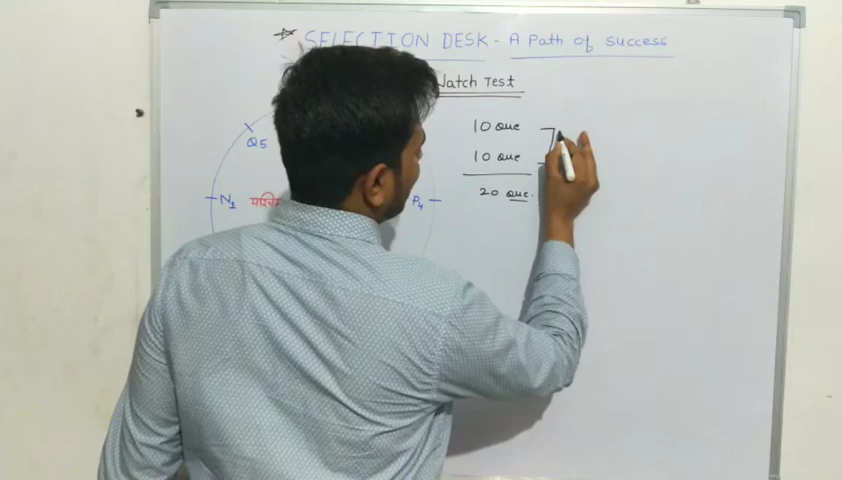 SELECTION DESK - A Path of Success
Watch Test
10 Que
10 Que
20 Que.
Q5
N1
P4